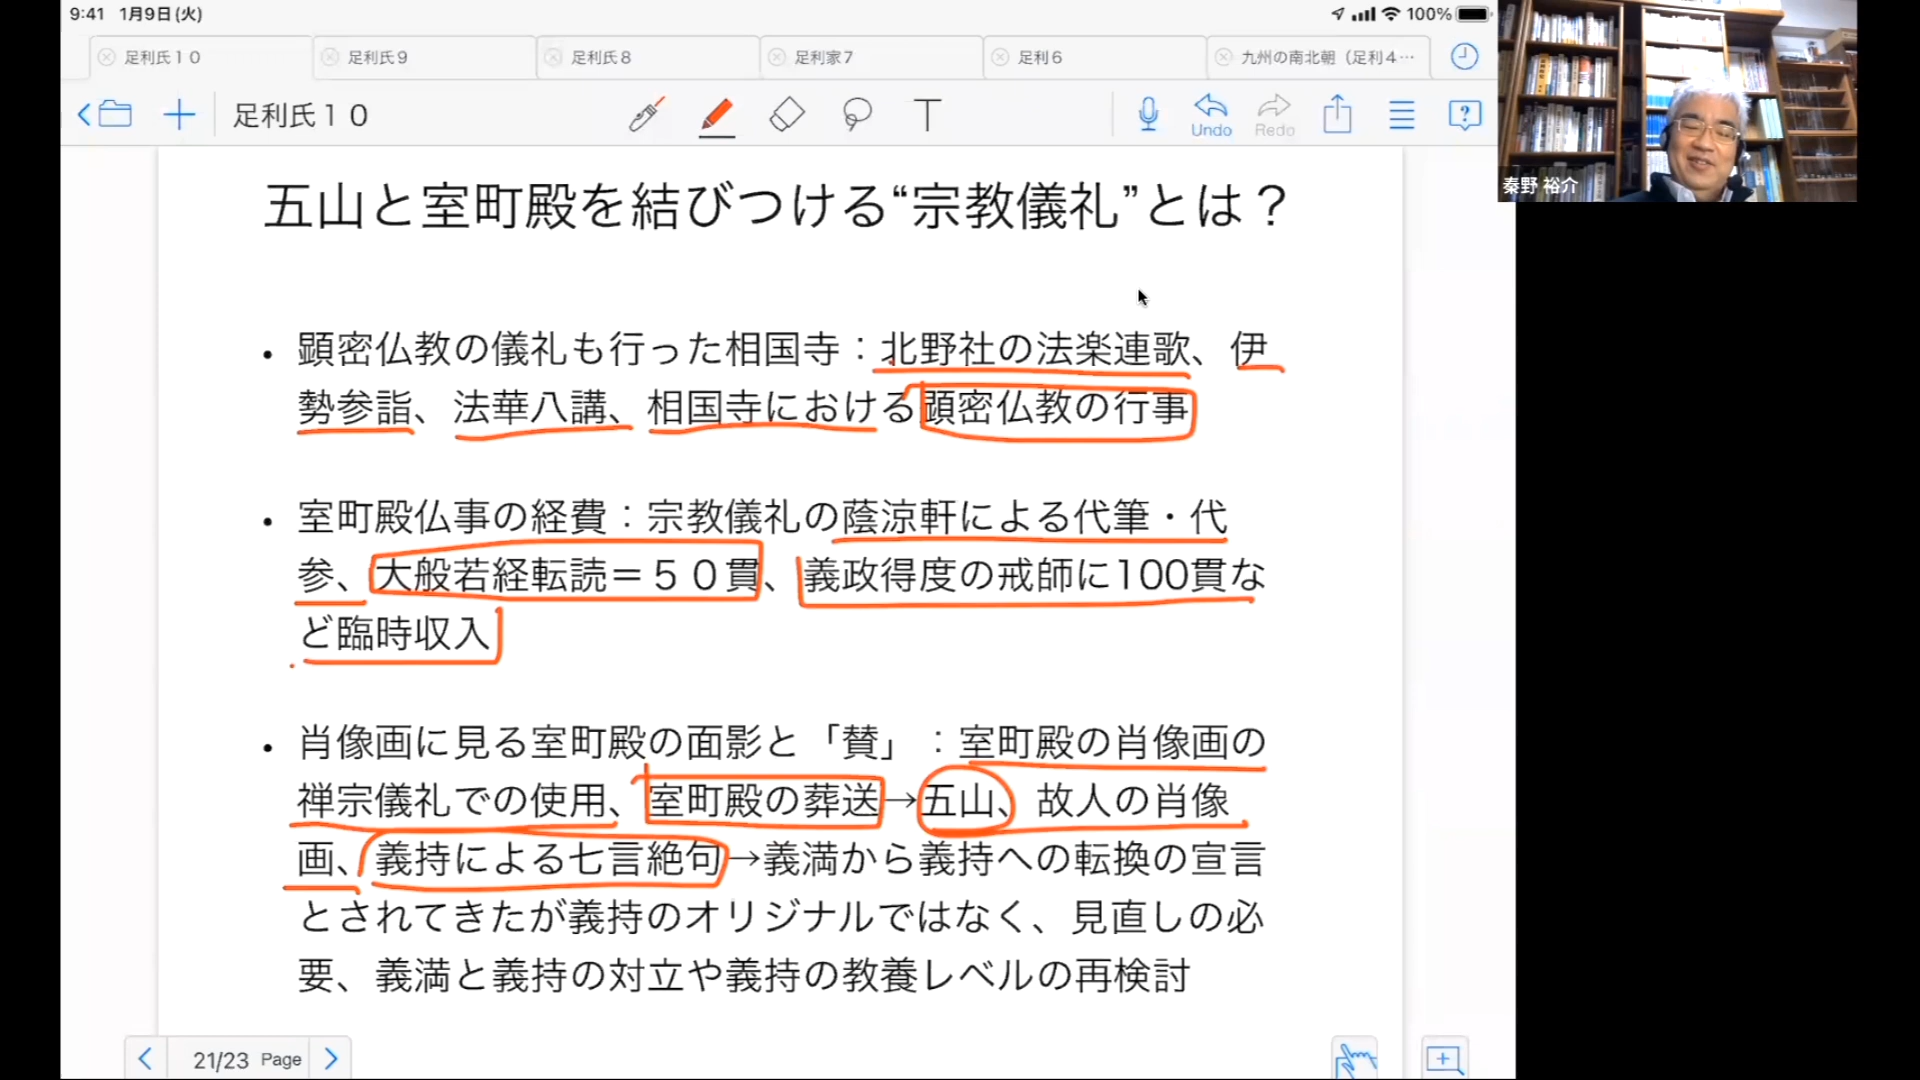 9:41 1月9日(火)
100%
足利氏１０
足利氏９
足利氏８
足利家７
足利６
九州の南北朝（足利４…
足利氏１０
T
Undo
Redo
秦野 裕介
五山と室町殿を結びつける“宗教儀礼”とは？
• 顕密仏教の儀礼も行った相国寺：北野社の法楽連歌、伊
勢参詣、法華八講、相国寺における顕密仏教の行事
• 室町殿仏事の経費：宗教儀礼の蔭涼軒による代筆・代
参、大般若経転読＝５０貫、義政得度の戒師に100貫な
ど臨時収入
• 肖像画に見る室町殿の面影と「賛」：室町殿の肖像画の
禅宗儀礼での使用、室町殿の葬送→五山、故人の肖像
画、義持による七言絶句→義満から義持への転換の宣言
とされてきたが義持のオリジナルではなく、見直しの必
要、義満と義持の対立や義持の教養レベルの再検討
21/23 Page